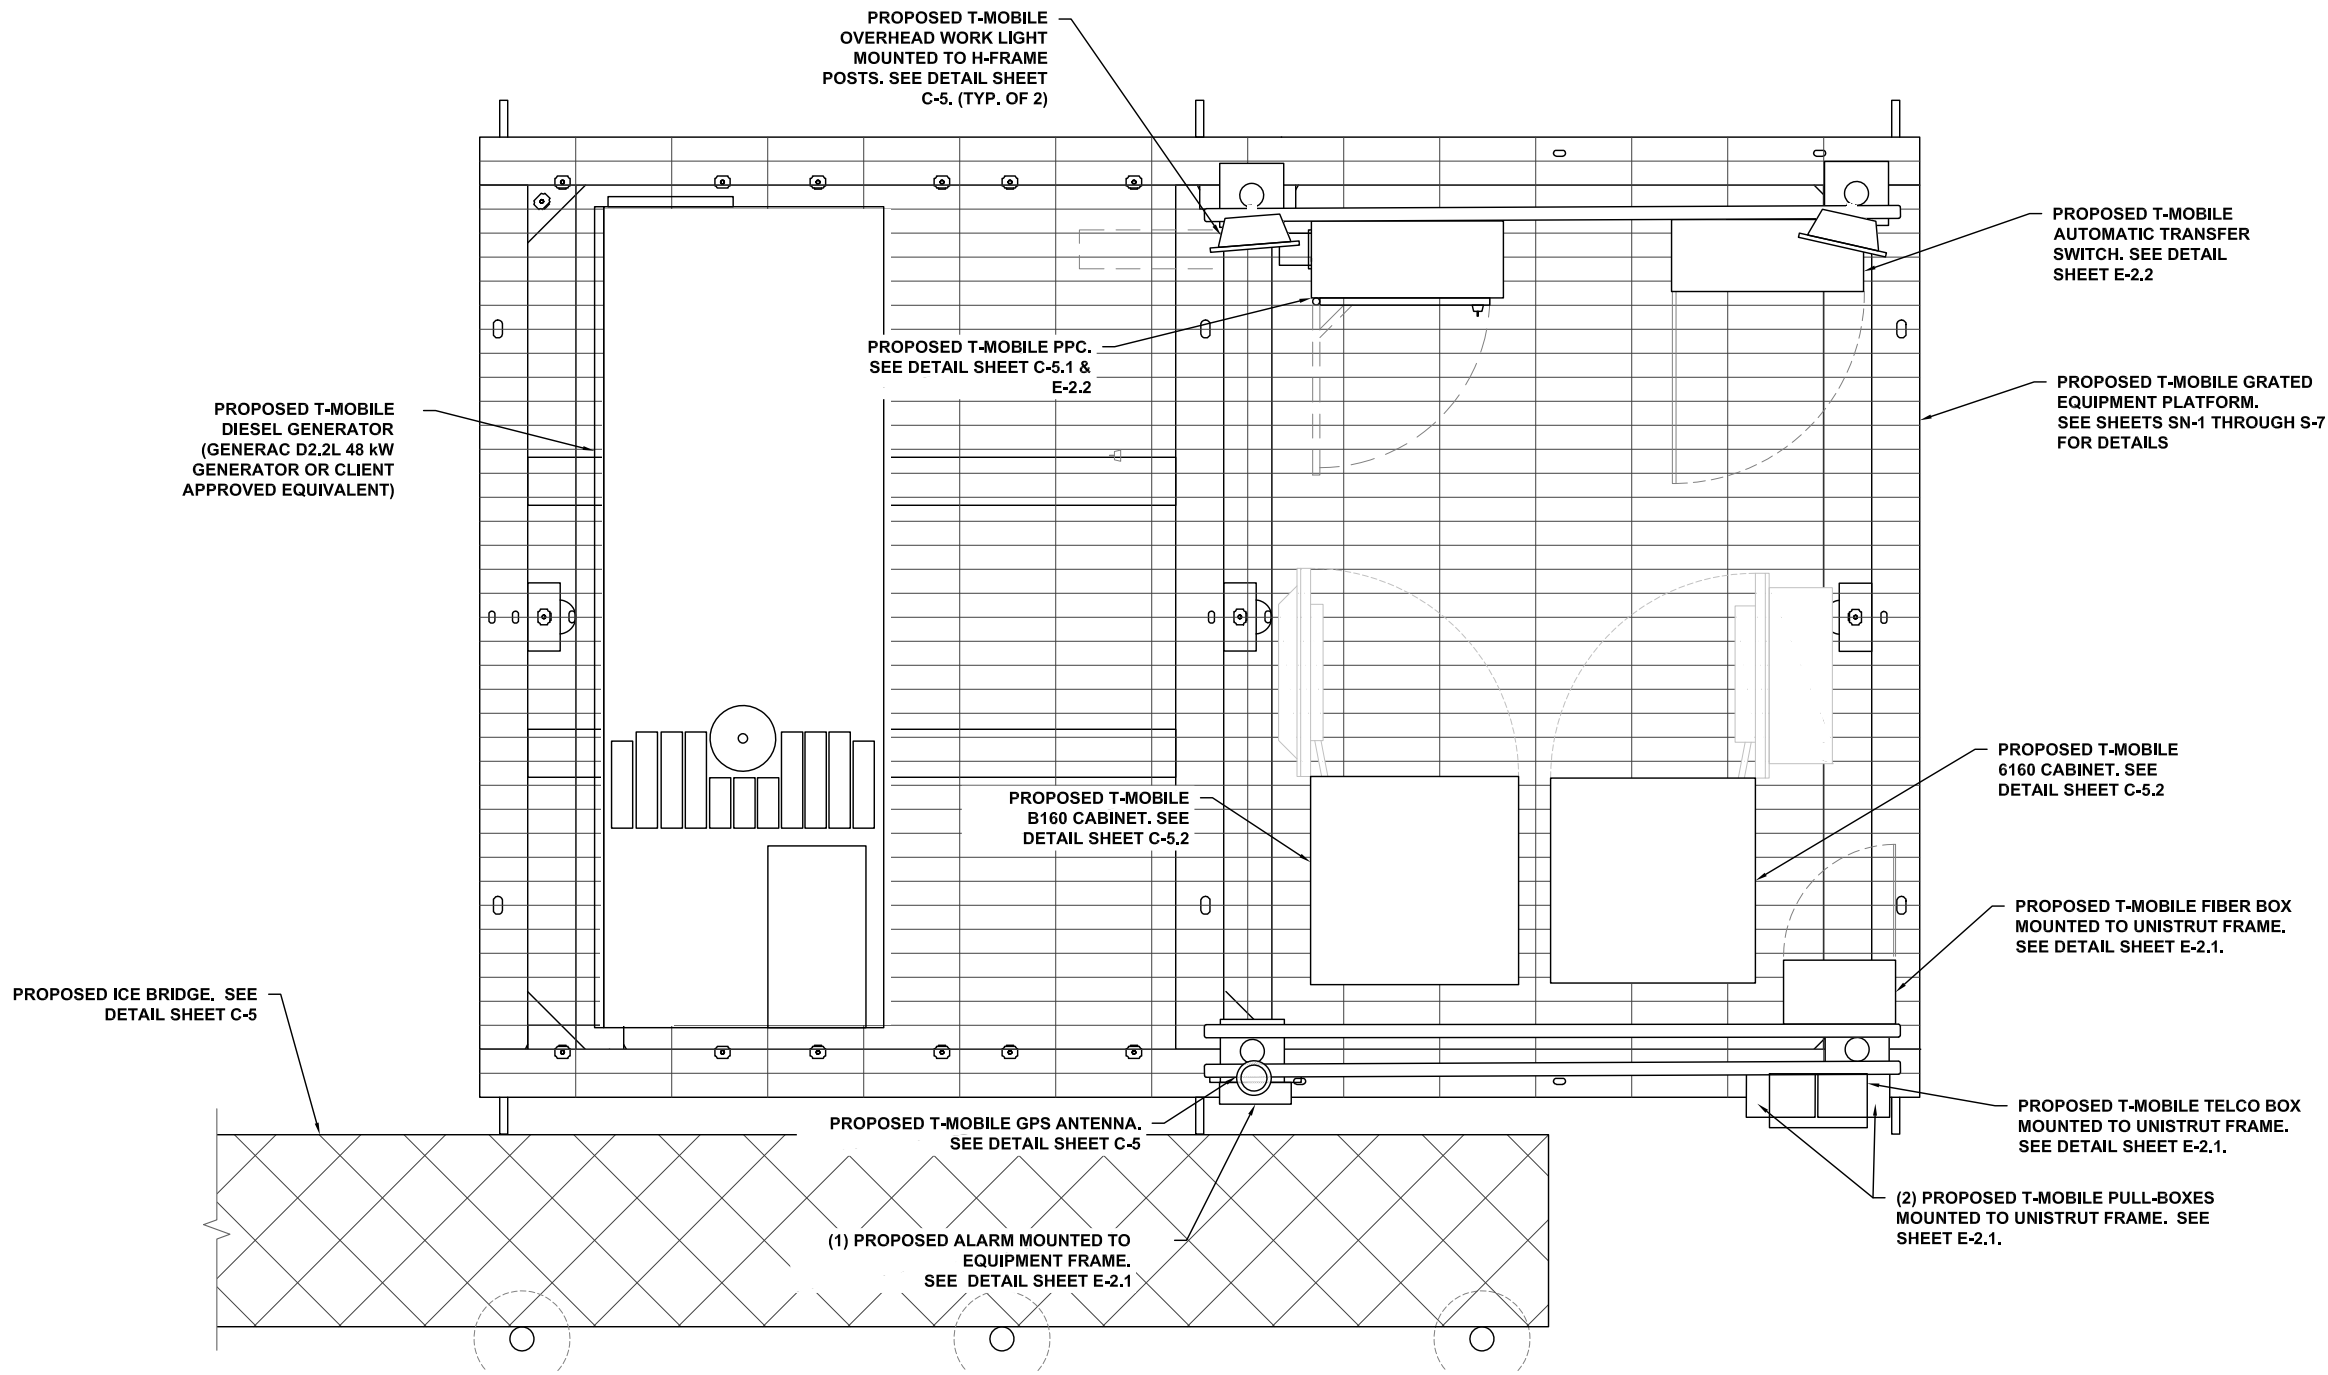 PROPOSED T-MOBILE
OVERHEAD WORK LIGHT
MOUNTED TO H-FRAME
POSTS. SEE DETAIL SHEET
C-5. (TYP. OF 2)
PROPOSED T-MOBILE
AUTOMATIC TRANSFER
SWITCH. SEE DETAIL
SHEET E-2.2
PROPOSED T-MOBILE PPC.
SEE DETAIL SHEET C-5.1 &
E-2.2
PROPOSED T-MOBILE GRATED
EQUIPMENT PLATFORM.
SEE SHEETS SN-1 THROUGH S-7
FOR DETAILS
PROPOSED T-MOBILE
DIESEL GENERATOR
(GENERAC D2.2L 48 kW
GENERATOR OR CLIENT
APPROVED EQUIVALENT)
PROPOSED T-MOBILE
6160 CABINET. SEE
DETAIL SHEET C-5.2
PROPOSED T-MOBILE
B160 CABINET. SEE
DETAIL SHEET C-5.2
PROPOSED T-MOBILE FIBER BOX
MOUNTED TO UNISTRUT FRAME.
SEE DETAIL SHEET E-2.1.
PROPOSED ICE BRIDGE. SEE
DETAIL SHEET C-5
PROPOSED T-MOBILE TELCO BOX
MOUNTED TO UNISTRUT FRAME.
SEE DETAIL SHEET E-2.1.
PROPOSED T-MOBILE GPS ANTENNA.
SEE DETAIL SHEET C-5
(2) PROPOSED T-MOBILE PULL-BOXES
MOUNTED TO UNISTRUT FRAME. SEE
SHEET E-2.1.
(1) PROPOSED ALARM MOUNTED TO
EQUIPMENT FRAME.
SEE DETAIL SHEET E-2.1